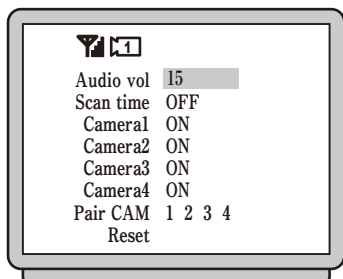 1
Audio vol 15
Scan time OFF
Camera1 ON
Camera2 ON
Camera3 ON
Camera4 ON
Pair CAM 1 2 3 4
Reset